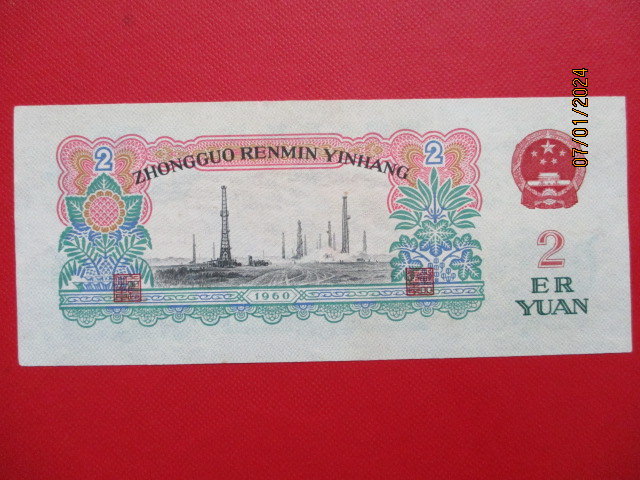 2
ZHONGGUO RENMIN YINHANG
2
2
ER
YUAN
1960
07/01/2024